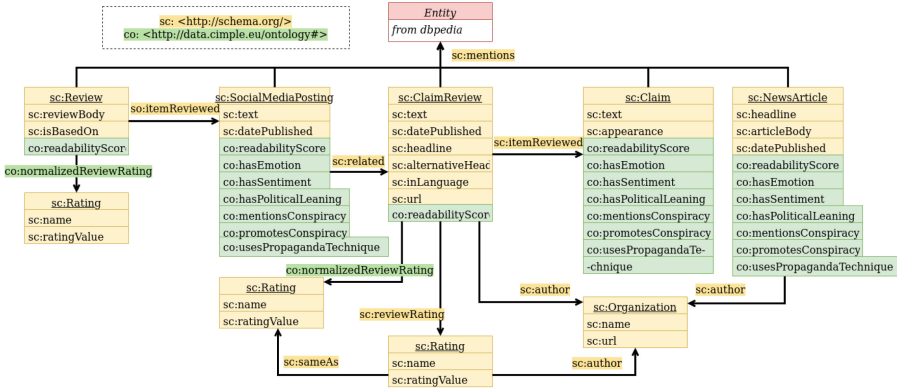 sc: <http://schema.org/>
co: <http://data.cimple.eu/ontology#>
Entity
from dbpedia
sc:mentions
sc:Review
sc:reviewBody
sc:isBasedOn
co:readabilityScor
so:itemReviewed
co:normalizedReviewRating
sc:Rating
sc:name
sc:ratingValue
sc:SocialMediaPosting
sc:text
sc:datePublished
co:readabilityScore
co:hasEmotion
co:hasSentiment
co:hasPoliticalLeaning
co:mentionsConspiracy
co:promotesConspiracy
co:usesPropagandaTechnique
sc:related
sc:ClaimReview
sc:text
sc:datePublished
sc:headline
sc:alternativeHead
sc:inLanguage
sc:url
co:readabilityScor
sc:itemReviewed
sc:Claim
sc:text
sc:appearance
co:readabilityScore
co:hasEmotion
co:hasSentiment
co:hasPoliticalLeaning
co:mentionsConspiracy
co:promotesConspiracy
co:usesPropagandaTe-
-chnique
sc:NewsArticle
sc:headline
sc:articleBody
sc:datePublished
co:readabilityScore
co:hasEmotion
co:hasSentiment
co:hasPoliticalLeaning
co:mentionsConspiracy
co:promotesConspiracy
co:usesPropagandaTechnique
co:normalizedReviewRating
sc:Rating
sc:name
sc:ratingValue
sc:reviewRating
sc:author
sc:author
sc:Organization
sc:name
sc:url
sc:sameAs
sc:Rating
sc:name
sc:ratingValue
sc:author